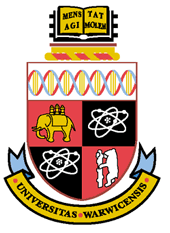 MENS TAT
AGI MOLEM
UNIVERSITAS WARWICENSIS